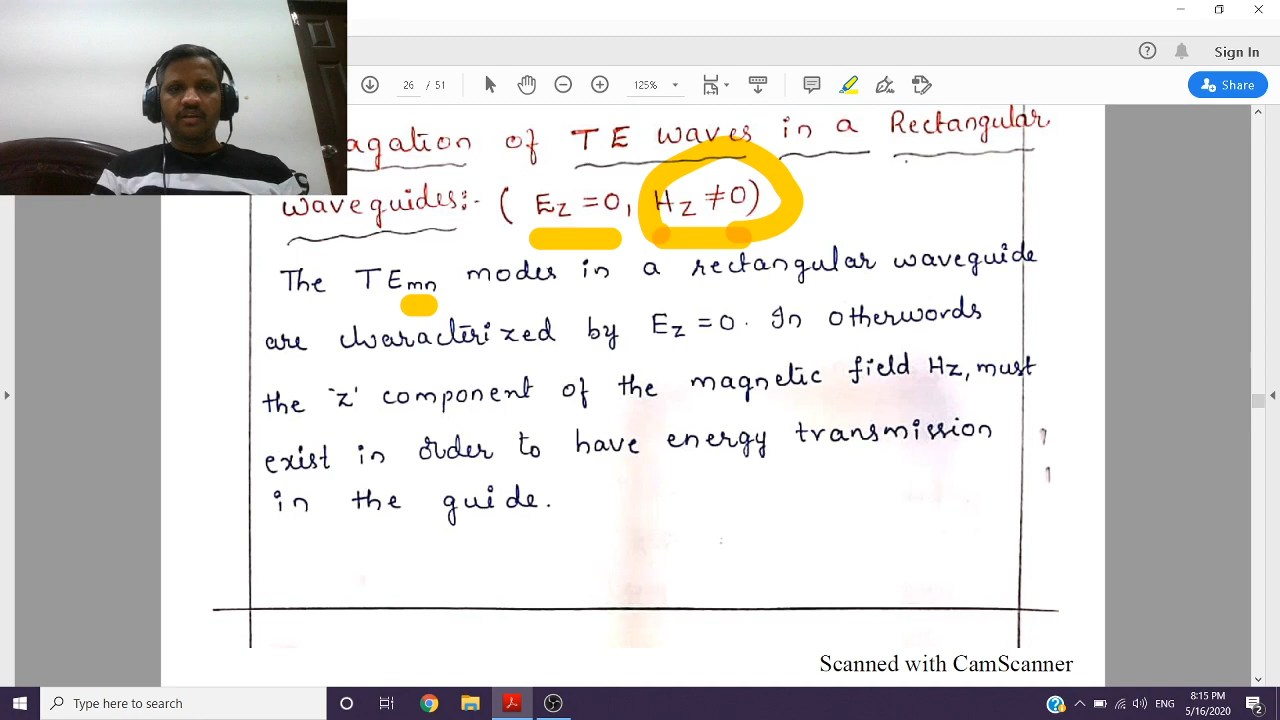 Sign In
26 / 51
125%
Share
agation of TE waves in a Rectangular
waveguides:- ( Ez =0, Hz ≠0)
The TEmn modes in a rectangular waveguide
are characterized by Ez =0. In otherwords
the 'z' component of the magnetic field Hz, must
exist in order to have energy transmission
in the guide.
Scanned with CamScanner
Type here to search
ENG
8:15 PM
5/16/2020